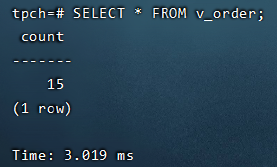 tpch=# SELECT * FROM v_order;
 count
-------
    15
(1 row)

Time: 3.019 ms